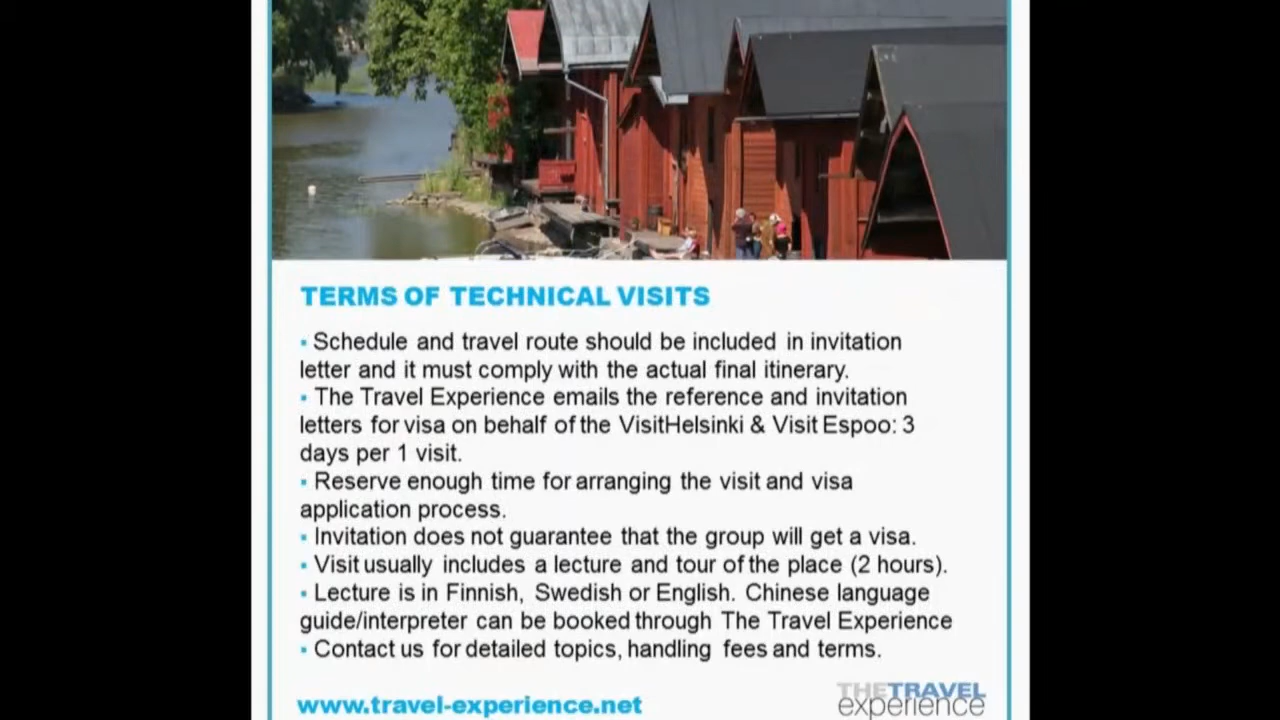 TERMS OF TECHNICAL VISITS
▪ Schedule and travel route should be included in invitation
letter and it must comply with the actual final itinerary.
▪ The Travel Experience emails the reference and invitation
letters for visa on behalf of the VisitHelsinki & Visit Espoo: 3
days per 1 visit.
▪ Reserve enough time for arranging the visit and visa
application process.
▪ Invitation does not guarantee that the group will get a visa.
▪ Visit usually includes a lecture and tour of the place (2 hours).
▪ Lecture is in Finnish, Swedish or English. Chinese language
guide/interpreter can be booked through The Travel Experience
▪ Contact us for detailed topics, handling fees and terms.
www.travel-experience.net
THETRAVEL
experience